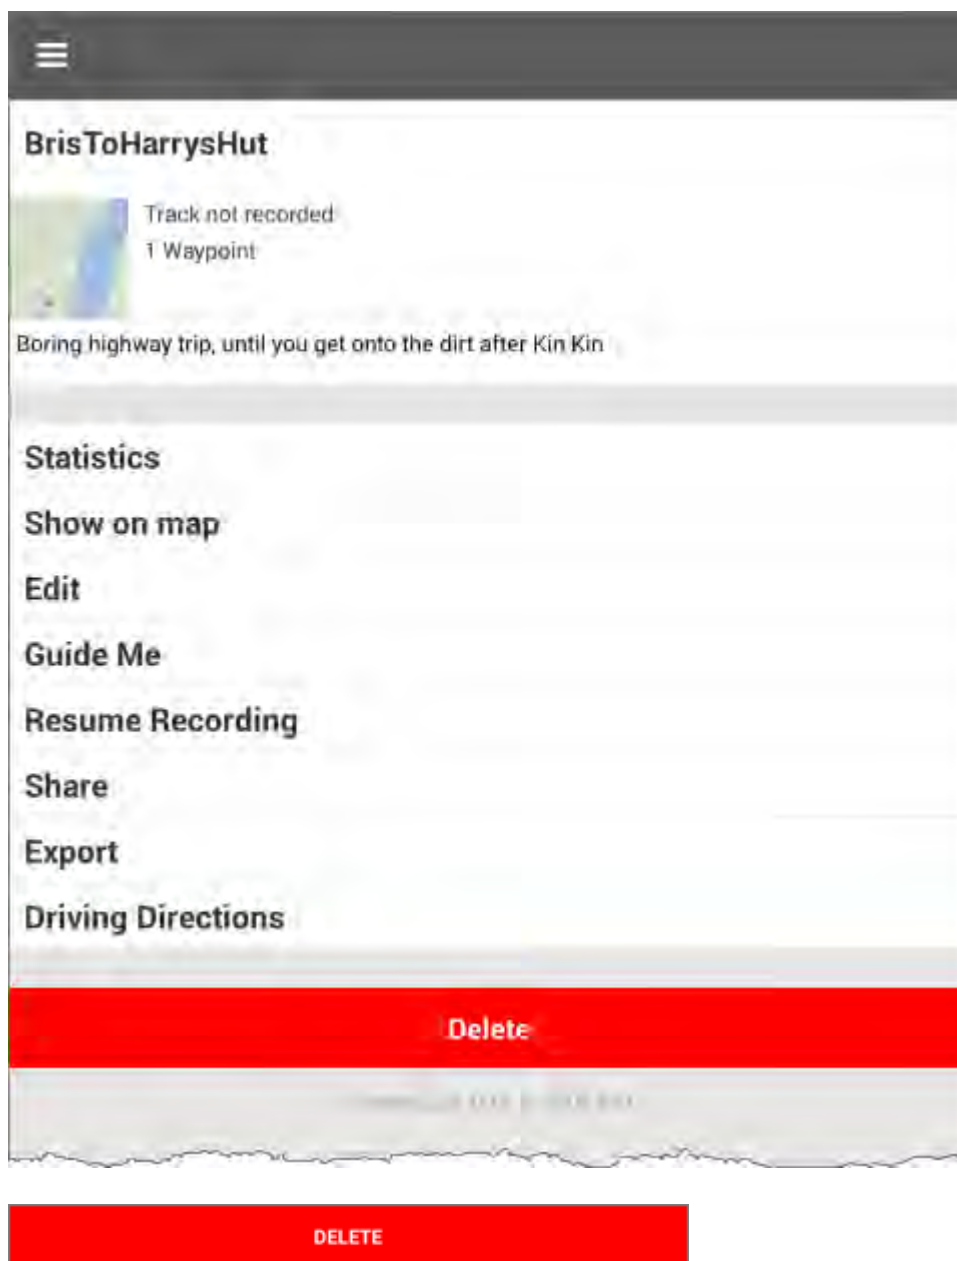 BrisToHarrysHut
Track not recorded
1 Waypoint
Boring highway trip, until you get onto the dirt after Kin Kin
Statistics
Show on map
Edit
Guide Me
Resume Recording
Share
Export
Driving Directions
Delete
DELETE